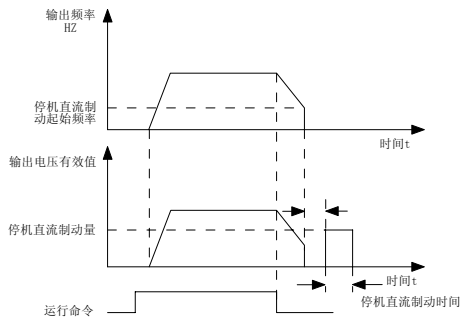 输出频率
HZ
停机直流制
动起始频率
时间t
输出电压有效值
停机直流制动量
时间t
停机直流制动时间
运行命令